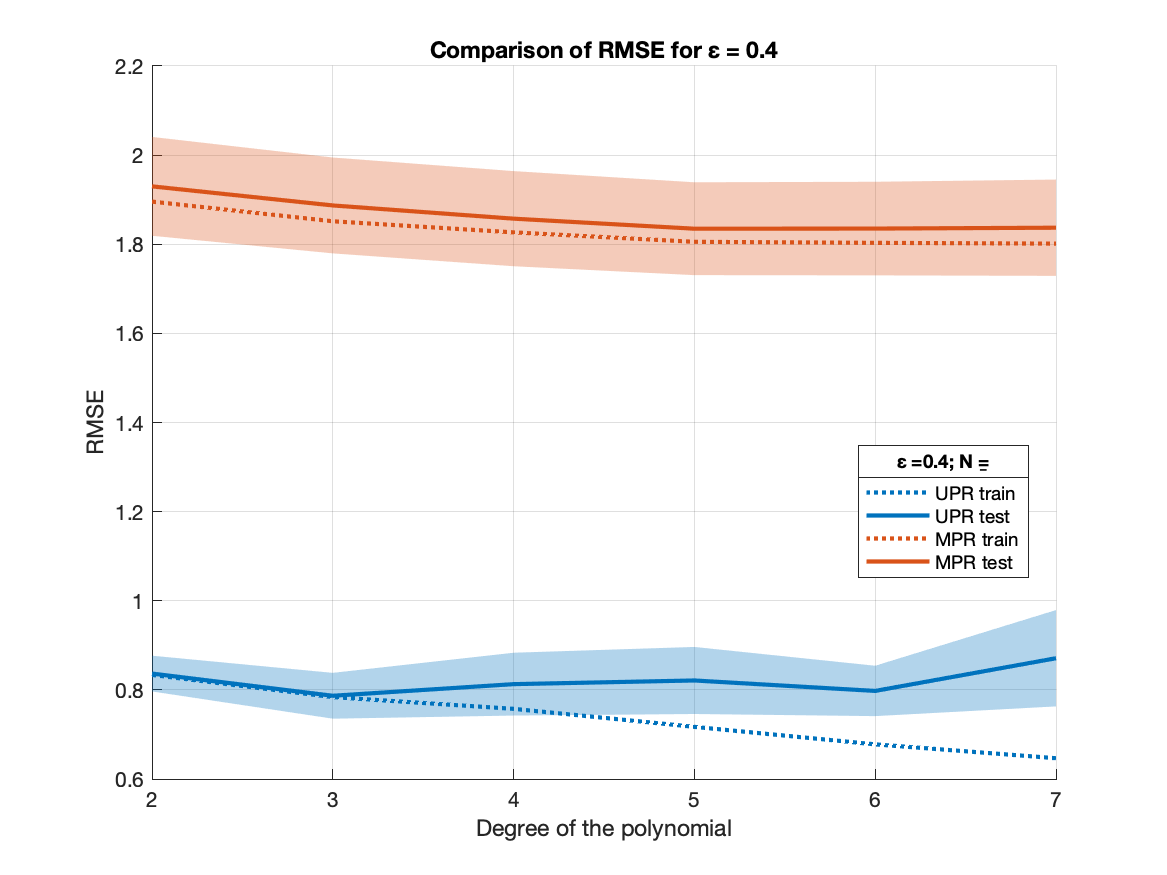 Comparison of RMSE for ε = 0.4
2.2
2
1.8
1.6
1.4
1.2
1
0.8
0.6
RMSE
ε =0.4; N =
UPR train
UPR test
MPR train
MPR test
2 3 4 5 6 7
Degree of the polynomial